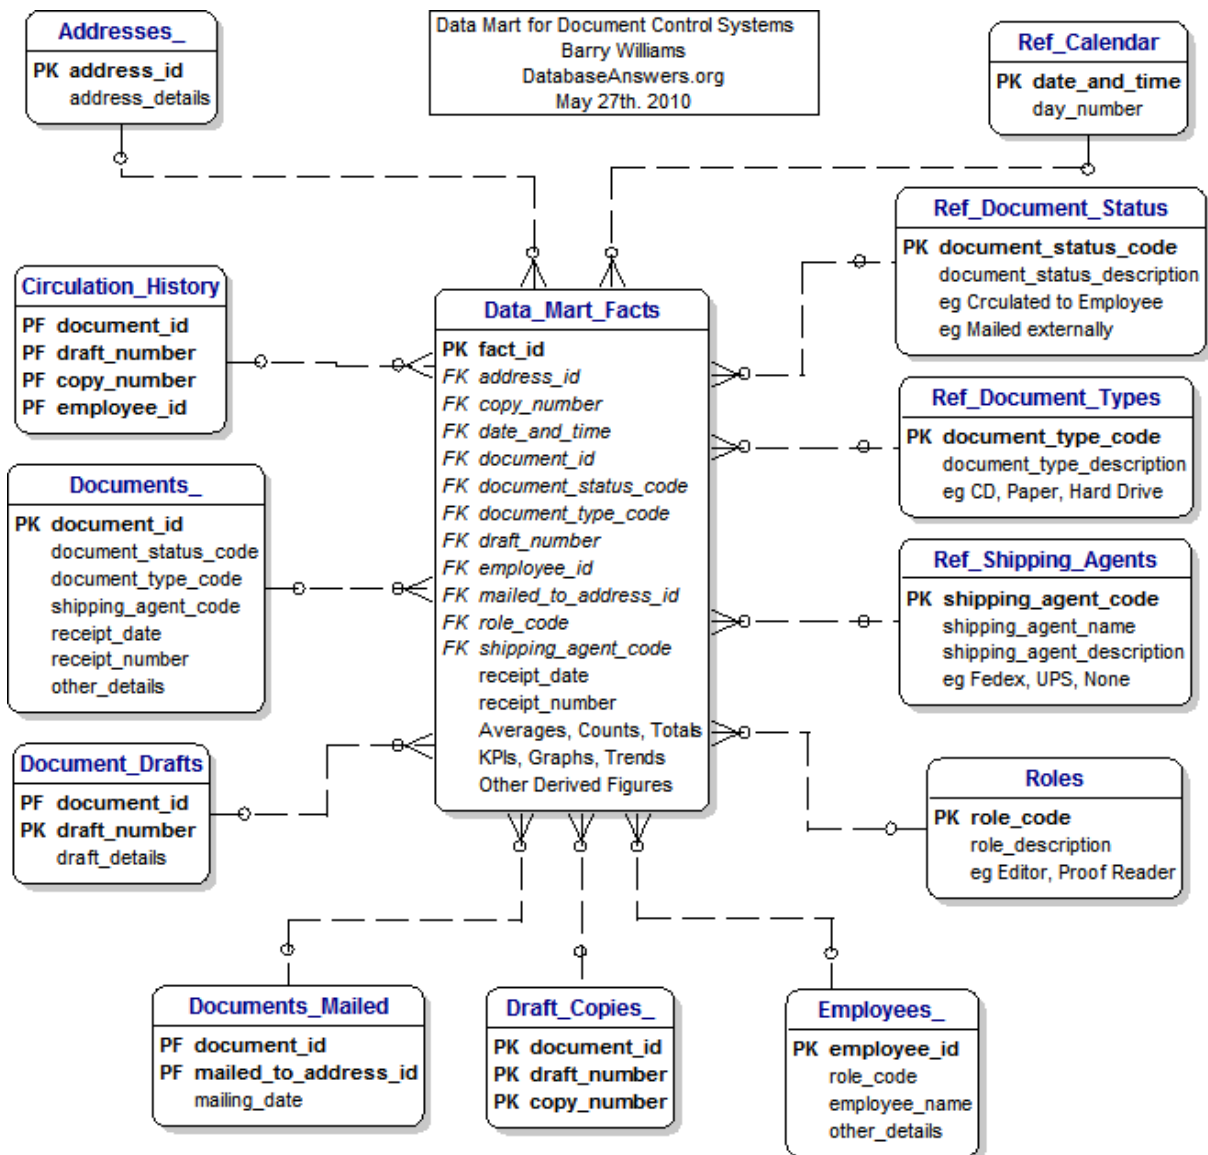 Addresses_
PK address_id
address_details
Data Mart for Document Control Systems
Barry Williams
DatabaseAnswers.org
May 27th. 2010
Ref_Calendar
PK date_and_time
day_number
Ref_Document_Status
PK document_status_code
document_status_description
eg Crculated to Employee
eg Mailed externally
Circulation_History
PF document_id
PF draft_number
PF copy_number
PF employee_id
Data_Mart_Facts
PK fact_id
FK address_id
FK copy_number
FK date_and_time
FK document_id
FK document_status_code
FK document_type_code
FK draft_number
FK employee_id
FK mailed_to_address_id
FK role_code
FK shipping_agent_code
receipt_date
receipt_number
Averages, Counts, Totals
KPIs, Graphs, Trends
Other Derived Figures
Ref_Document_Types
PK document_type_code
document_type_description
eg CD, Paper, Hard Drive
Documents_
PK document_id
document_status_code
document_type_code
shipping_agent_code
receipt_date
receipt_number
other_details
Ref_Shipping_Agents
PK shipping_agent_code
shipping_agent_name
shipping_agent_description
eg Fedex, UPS, None
Document_Drafts
PF document_id
PK draft_number
draft_details
Roles
PK role_code
role_description
eg Editor, Proof Reader
Documents_Mailed
PF document_id
PF mailed_to_address_id
mailing_date
Draft_Copies_
PK document_id
PK draft_number
PK copy_number
Employees_
PK employee_id
role_code
employee_name
other_details